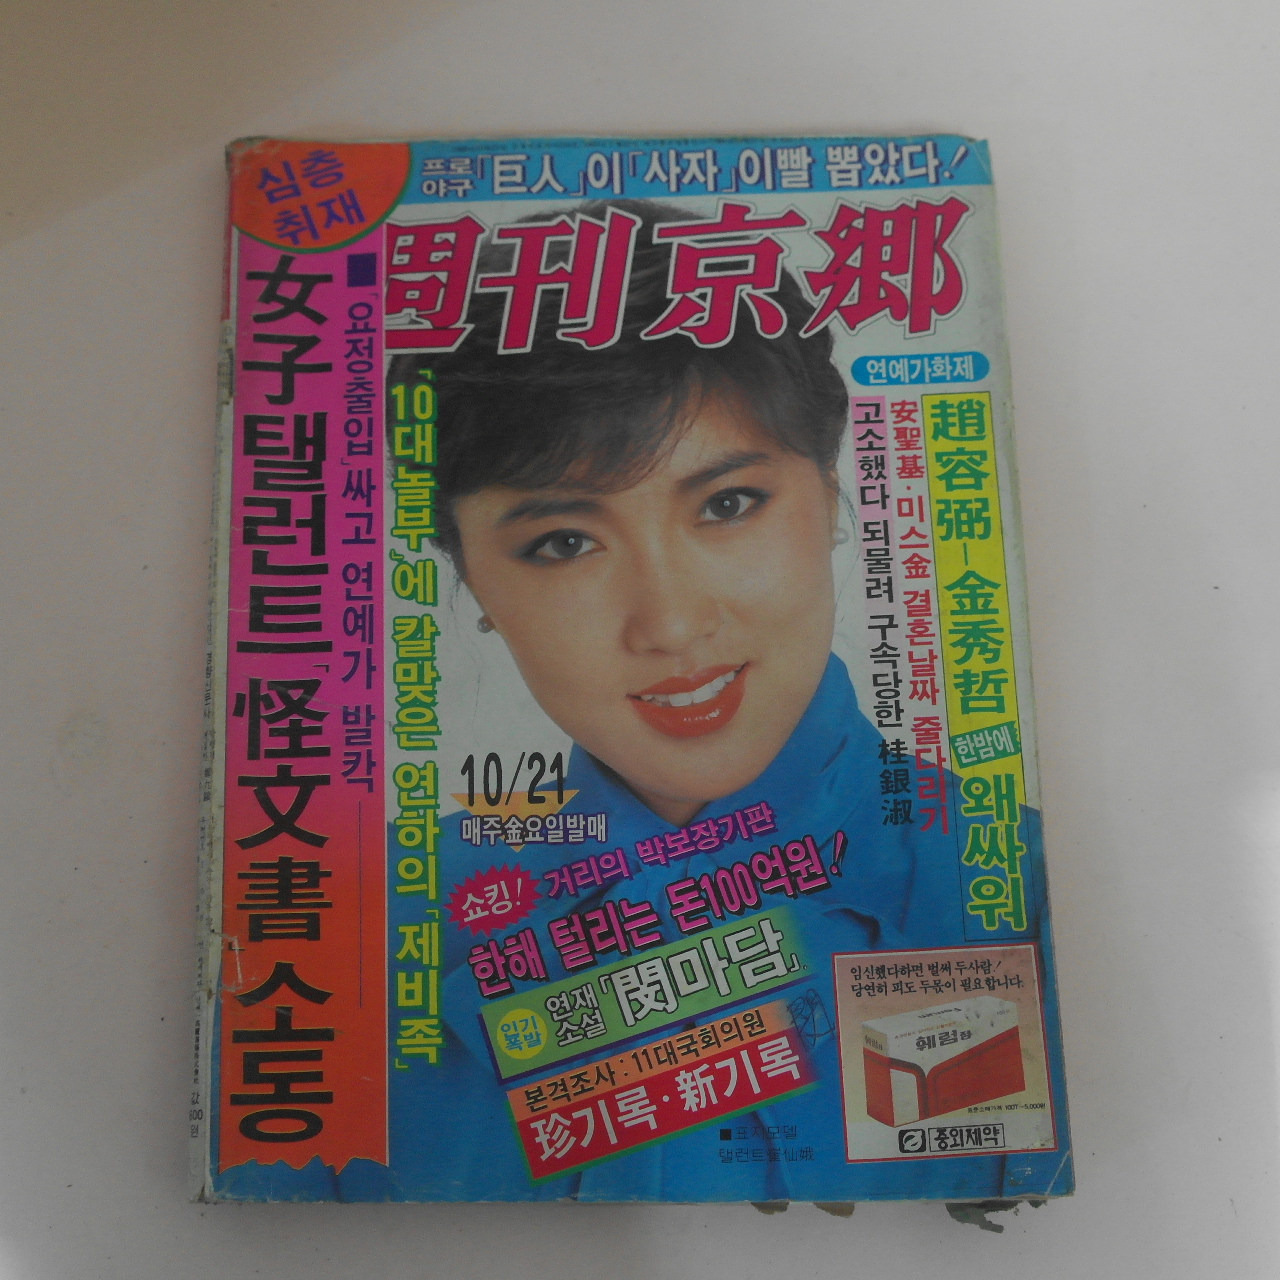 프로야구「巨人」이「사자」이빨 뽑았다!
심층
취재
週刊京郷
女子탤런트「怪文書 소동
■「요정출입」싸고 연예가 발칵
「10대놀부」에 칼맞은 연하의「제비족」
연예가화제
趙容弼—金秀哲 한밤에 왜싸워
安聖基·미스金 결혼날짜 줄다리기
고소했다 되물려 구속당한 桂銀淑
10/21
매주金요일발매
쇼킹! 거리의 박보장기판
한해 털리는 돈100억원!
인기폭발 연재소설「閔마담」
본격조사:11대국회의원
珍기록·新기록
■표지모델
탤런트 仙娥
임신했다하면 벌써 두사람!
당연히 피도 두몫이 필요합니다.
훼럼정
중외제약